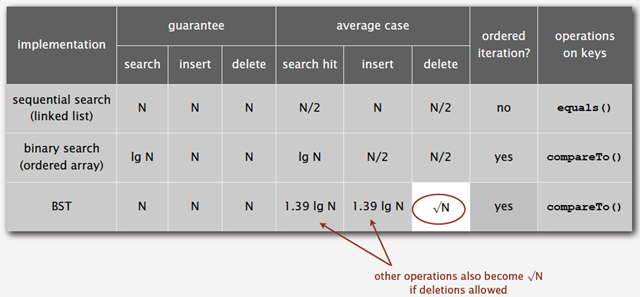 implementation guarantee average case ordered iteration? operations on keys
search insert delete search hit insert delete
sequential search (linked list) N N N N/2 N N/2 no equals()
binary search (ordered array) lg N N N lg N N/2 N/2 yes compareTo()
BST N N N 1.39 lg N 1.39 lg N √N yes compareTo()
other operations also become √N
if deletions allowed